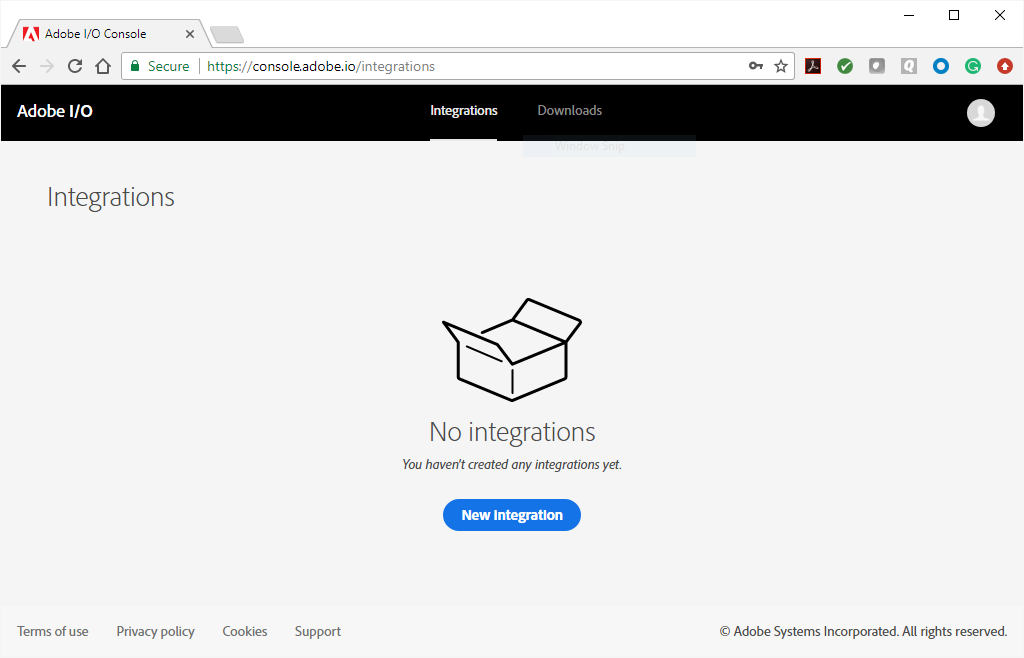 Adobe I/O Console
Secure https://console.adobe.io/integrations
Adobe I/O Integrations Downloads
Window Snip
Integrations
No integrations
You haven't created any integrations yet.
New Integration
Terms of use Privacy policy Cookies Support © Adobe Systems Incorporated. All rights reserved.